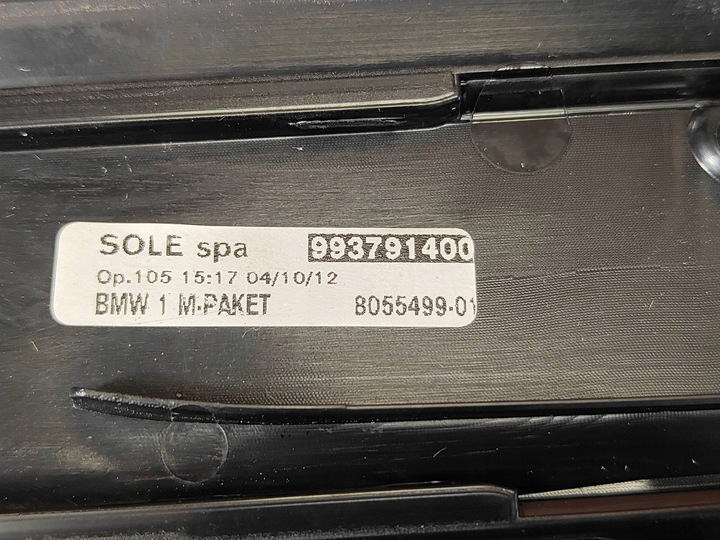 SOLE spa 993791400
Op.105 15:17 04/10/12
BMW 1 M-PAKET 8055499-01